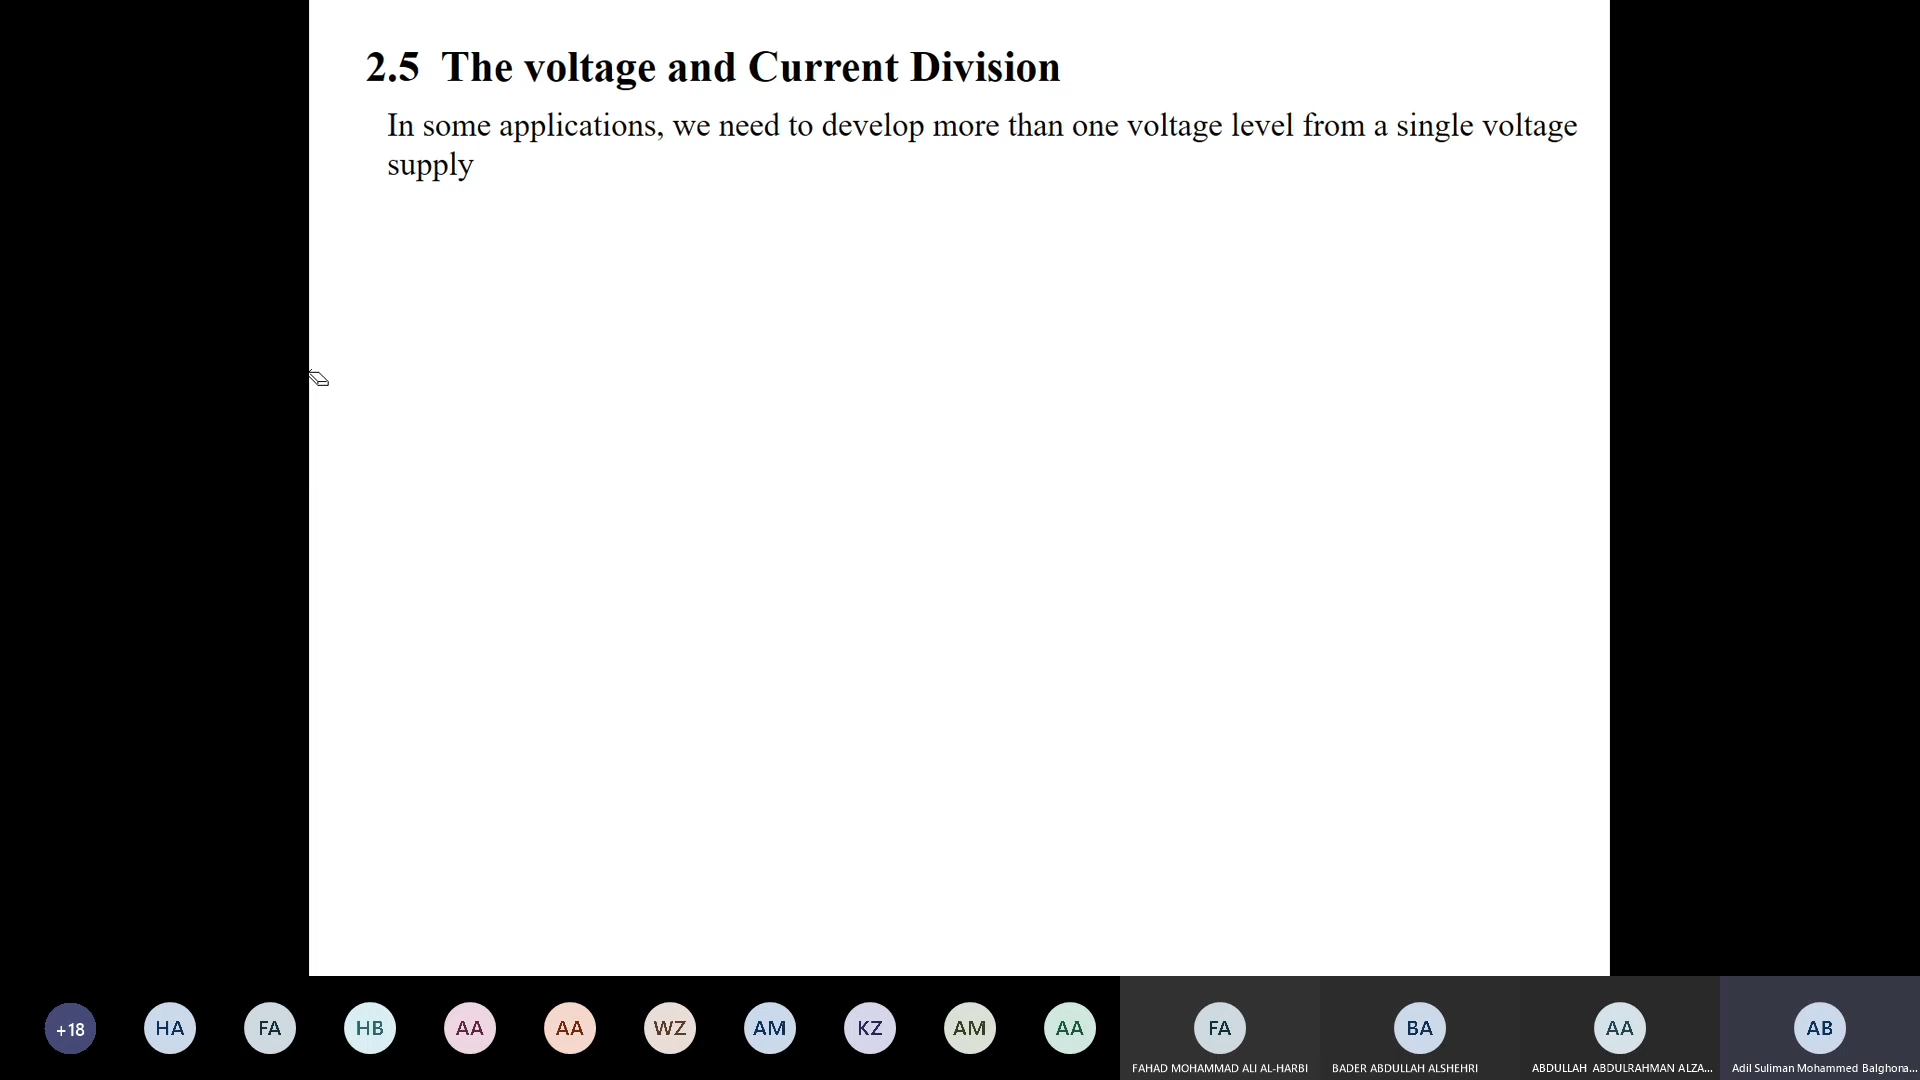 2.5 The voltage and Current Division
In some applications, we need to develop more than one voltage level from a single voltage
supply
+18
HA
FA
HB
AA
AA
WZ
AM
KZ
AM
AA
FA
BA
AA
AB
FAHAD MOHAMMAD ALI AL-HARBI
BADER ABDULLAH ALSHEHRI
ABDULLAH ABDULRAHMAN ALZA...
Adil Suliman Mohammed Balghona...